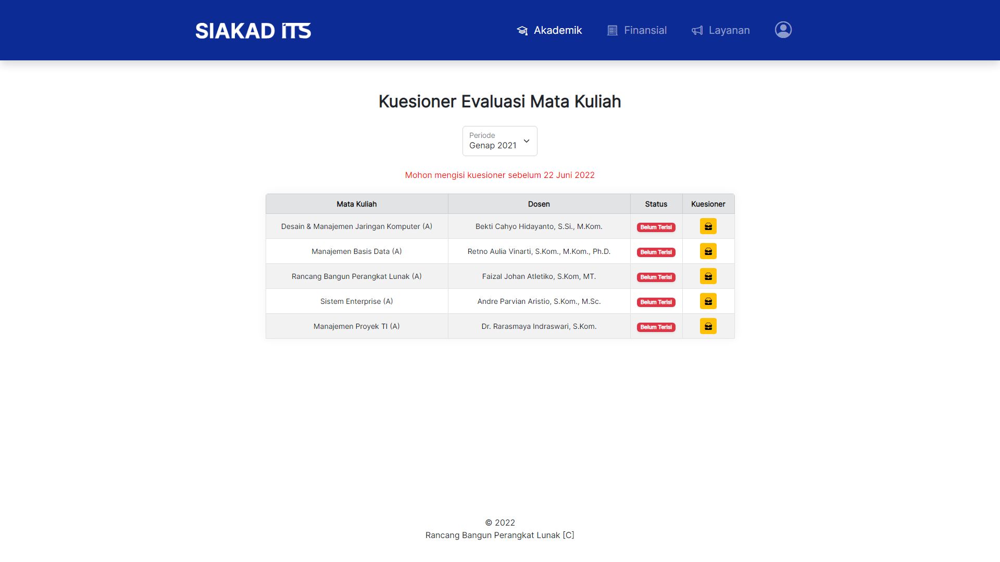 SIAKAD ITS
Akademik
Finansial
Layanan
Kuesioner Evaluasi Mata Kuliah
Periode
Genap 2021
Mohon mengisi kuesioner sebelum 22 Juni 2022
Mata Kuliah Dosen Status Kuesioner
Desain & Manajemen Jaringan Komputer (A) Bekti Cahyo Hidayanto, S.Si., M.Kom. Belum Terisi
Manajemen Basis Data (A) Retno Aulia Vinarti, S.Kom., M.Kom., Ph.D. Belum Terisi
Rancang Bangun Perangkat Lunak (A) Faizal Johan Atletiko, S.Kom, MT. Belum Terisi
Sistem Enterprise (A) Andre Parvian Aristio, S.Kom., M.Sc. Belum Terisi
Manajemen Proyek TI (A) Dr. Rarasmaya Indraswari, S.Kom. Belum Terisi
© 2022
Rancang Bangun Perangkat Lunak [C]